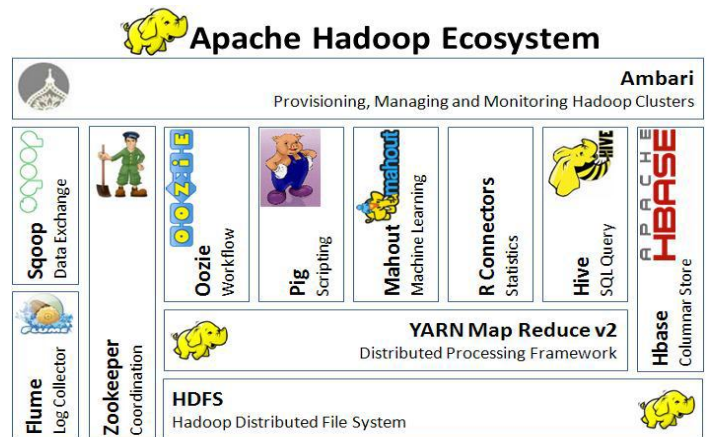 Apache Hadoop Ecosystem
Ambari
Provisioning, Managing and Monitoring Hadoop Clusters
sqoop
Sqoop
Data Exchange
Zookeeper
Coordination
OOZIE
Oozie
Workflow
Pig
Scripting
mahout
Mahout
Machine Learning
R Connectors
Statistics
HIVE
Hive
SQL Query
APACHE
HBASE
Hbase
Columnar Store
Flume
Log Collector
YARN Map Reduce v2
Distributed Processing Framework
HDFS
Hadoop Distributed File System